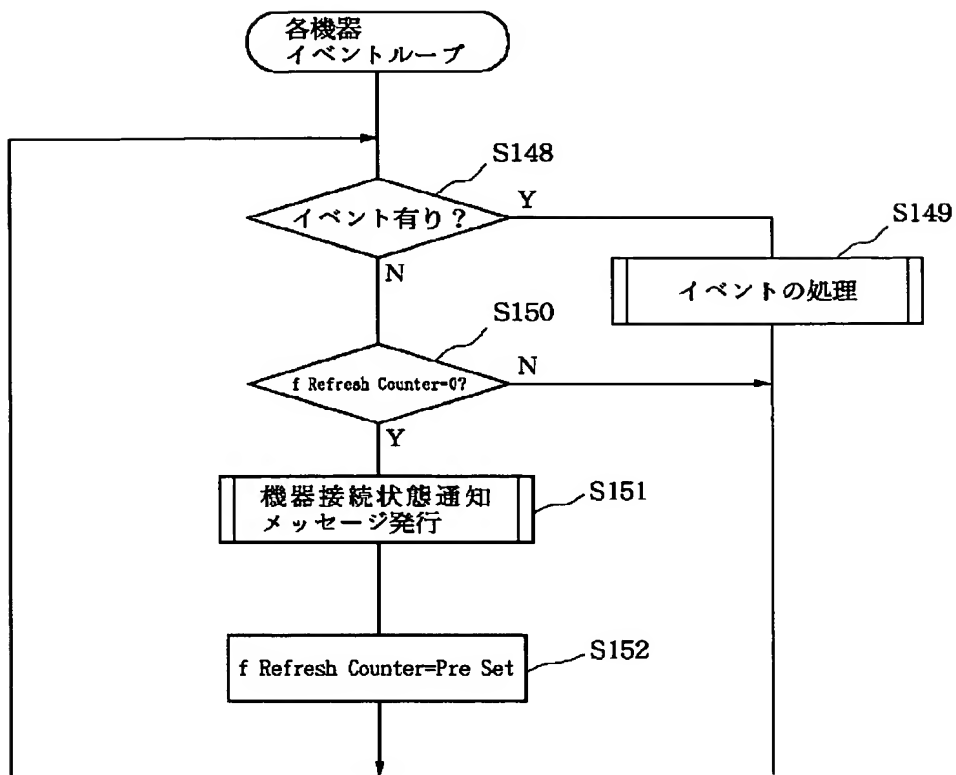 各機器
イベントループ
S148
イベント有り?
Y
N
S149
イベントの処理
S150
f Refresh Counter=0?
N
Y
機器接続状態通知
メッセージ発行
S151
f Refresh Counter=Pre Set
S152